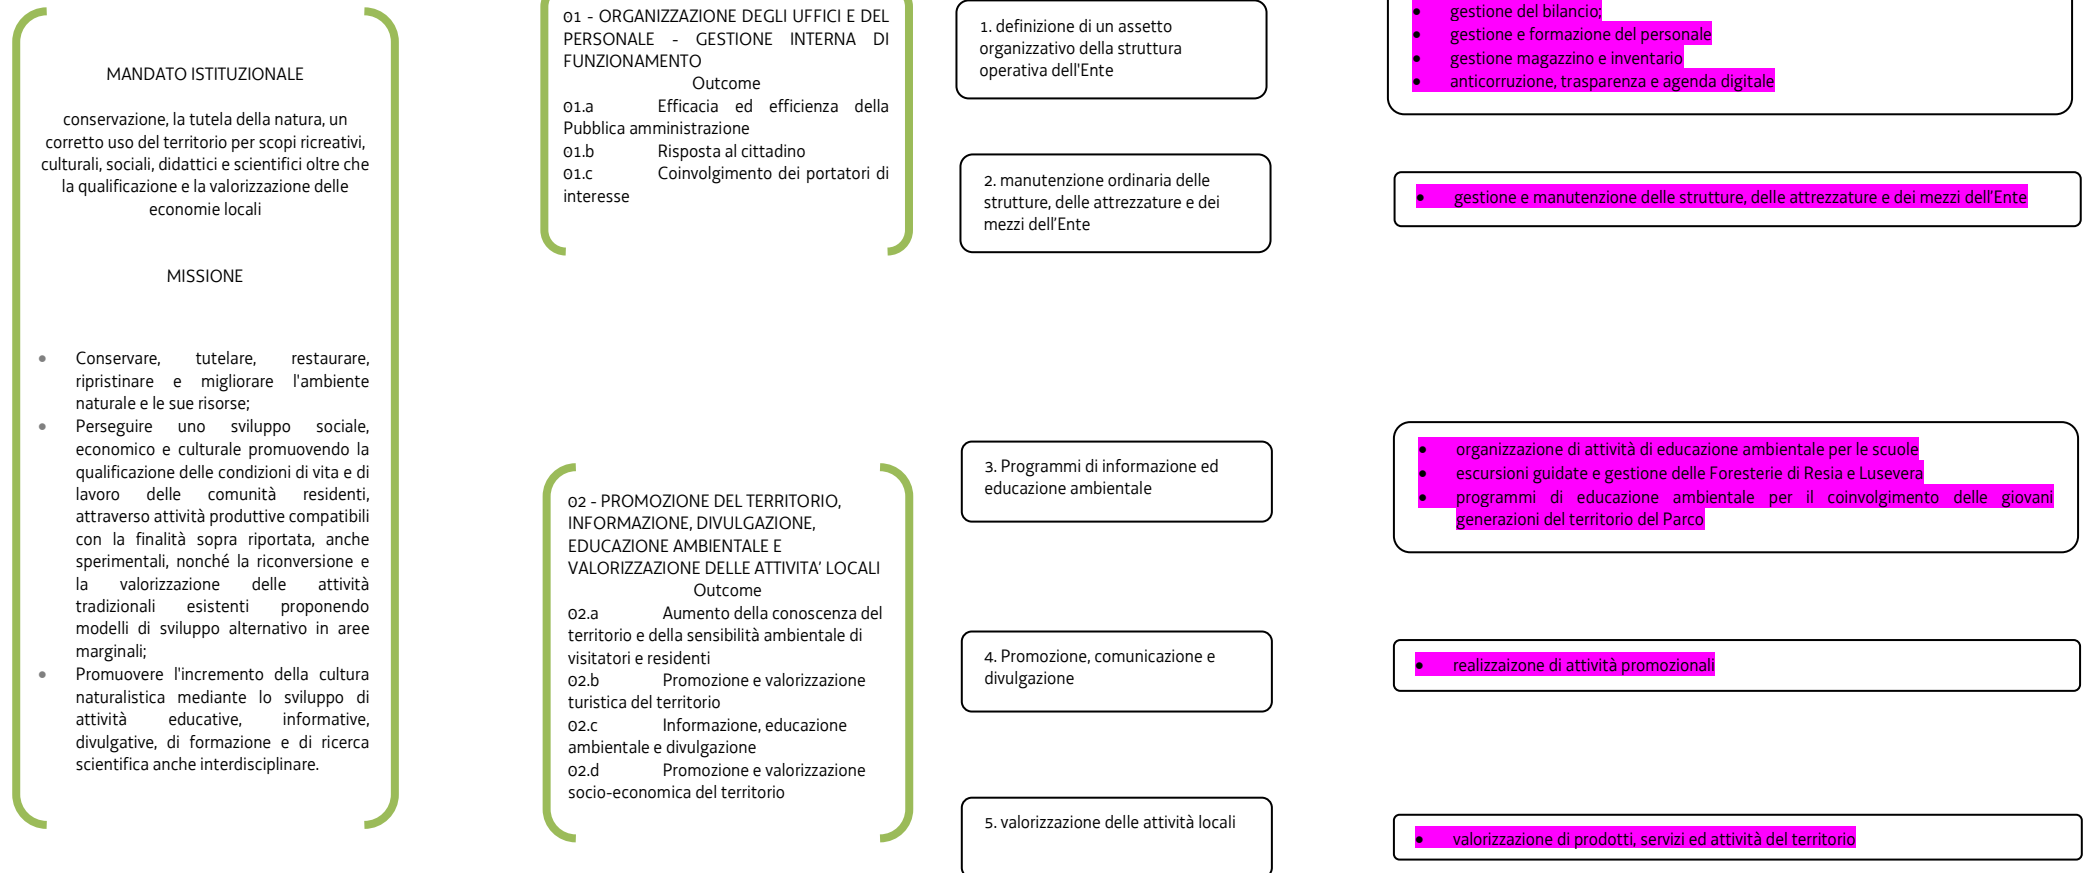 MANDATO ISTITUZIONALE
conservazione, la tutela della natura, un
corretto uso del territorio per scopi ricreativi,
culturali, sociali, didattici e scientifici oltre che
la qualificazione e la valorizzazione delle
economie locali
MISSIONE
• Conservare, tutelare, restaurare,
ripristinare e migliorare l'ambiente
naturale e le sue risorse;
• Perseguire uno sviluppo sociale,
economico e culturale promuovendo la
qualificazione delle condizioni di vita e di
lavoro delle comunità residenti,
attraverso attività produttive compatibili
con la finalità sopra riportata, anche
sperimentali, nonché la riconversione e
la valorizzazione delle attività
tradizionali esistenti proponendo
modelli di sviluppo alternativo in aree
marginali;
• Promuovere l'incremento della cultura
naturalistica mediante lo sviluppo di
attività educative, informative,
divulgative, di formazione e di ricerca
scientifica anche interdisciplinare.
01 - ORGANIZZAZIONE DEGLI UFFICI E DEL
PERSONALE - GESTIONE INTERNA DI
FUNZIONAMENTO
Outcome
01.a Efficacia ed efficienza della
Pubblica amministrazione
01.b Risposta al cittadino
01.c Coinvolgimento dei portatori di
interesse
02 - PROMOZIONE DEL TERRITORIO,
INFORMAZIONE, DIVULGAZIONE,
EDUCAZIONE AMBIENTALE E
VALORIZZAZIONE DELLE ATTIVITA’ LOCALI
Outcome
02.a Aumento della conoscenza del
territorio e della sensibilità ambientale di
visitatori e residenti
02.b Promozione e valorizzazione
turistica del territorio
02.c Informazione, educazione
ambientale e divulgazione
02.d Promozione e valorizzazione
socio-economica del territorio
1. definizione di un assetto
organizzativo della struttura
operativa dell'Ente
2. manutenzione ordinaria delle
strutture, delle attrezzature e dei
mezzi dell’Ente
3. Programmi di informazione ed
educazione ambientale
4. Promozione, comunicazione e
divulgazione
5. valorizzazione delle attività locali
• gestione del bilancio;
• gestione e formazione del personale
• gestione magazzino e inventario
• anticorruzione, trasparenza e agenda digitale
• gestione e manutenzione delle strutture, delle attrezzature e dei mezzi dell’Ente
• organizzazione di attività di educazione ambientale per le scuole
• escursioni guidate e gestione delle Foresterie di Resia e Lusevera
• programmi di educazione ambientale per il coinvolgimento delle giovani
generazioni del territorio del Parco
• realizzaizone di attività promozionali
• valorizzazione di prodotti, servizi ed attività del territorio